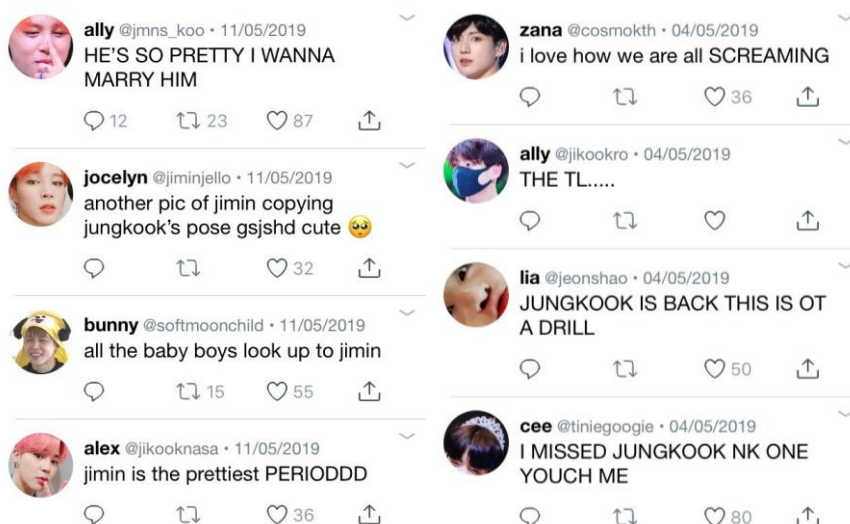 ally @jmns_koo • 11/05/2019
HE'S SO PRETTY I WANNA
MARRY HIM
12 23 87
jocelyn @jiminjello • 11/05/2019
another pic of jimin copying
jungkook's pose gsjshd cute 🥺
32
bunny @softmoonchild • 11/05/2019
all the baby boys look up to jimin
15 55
alex @jikooknasa • 11/05/2019
jimin is the prettiest PERIODDD
36
zana @cosmokth • 04/05/2019
i love how we are all SCREAMING
36
ally @jikookro • 04/05/2019
THE TL.....
lia @jeonshao • 04/05/2019
JUNGKOOK IS BACK THIS IS OT
A DRILL
50
cee @tiniegoogie • 04/05/2019
I MISSED JUNGKOOK NK ONE
YOUCH ME
80